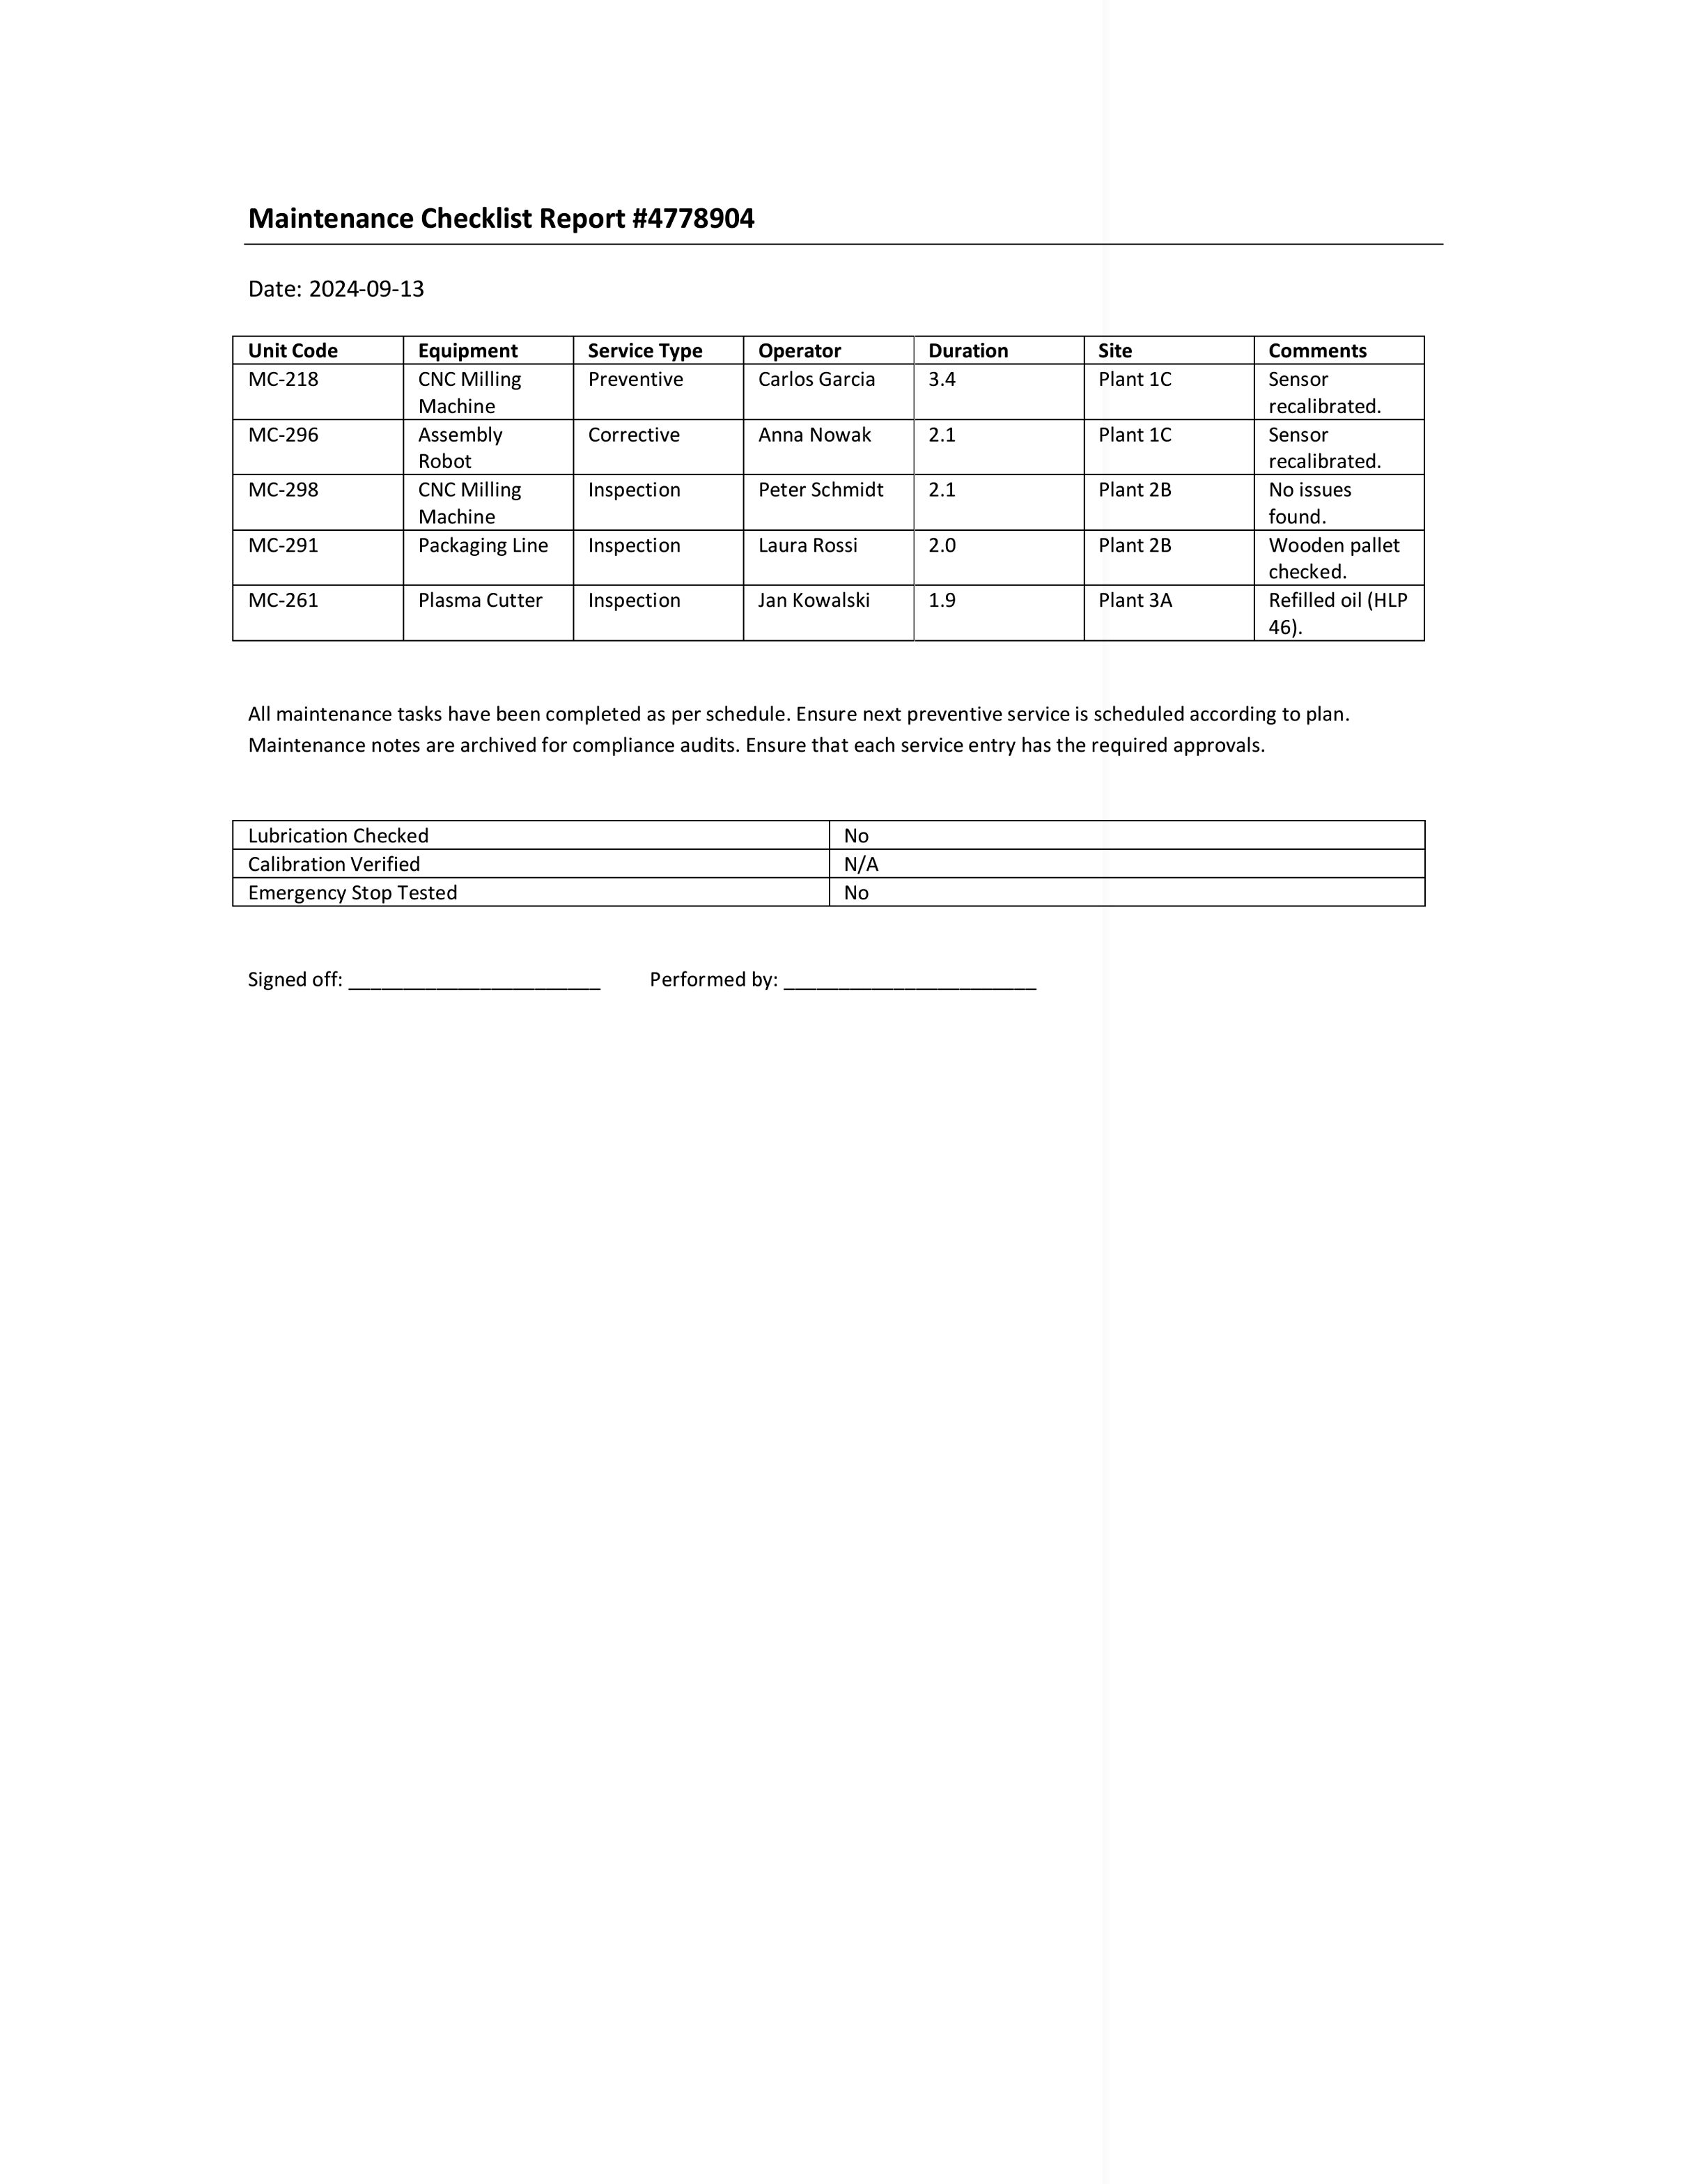 Maintenance Checklist Report #4778904
Date: 2024-09-13
Unit Code Equipment Service Type Operator Duration Site Comments
MC-218 CNC Milling Machine Preventive Carlos Garcia 3.4 Plant 1C Sensor recalibrated.
MC-296 Assembly Robot Corrective Anna Nowak 2.1 Plant 1C Sensor recalibrated.
MC-298 CNC Milling Machine Inspection Peter Schmidt 2.1 Plant 2B No issues found.
MC-291 Packaging Line Inspection Laura Rossi 2.0 Plant 2B Wooden pallet checked.
MC-261 Plasma Cutter Inspection Jan Kowalski 1.9 Plant 3A Refilled oil (HLP 46).
All maintenance tasks have been completed as per schedule. Ensure next preventive service is scheduled according to plan.
Maintenance notes are archived for compliance audits. Ensure that each service entry has the required approvals.
Lubrication Checked No
Calibration Verified N/A
Emergency Stop Tested No
Signed off: _______________________ Performed by: _______________________